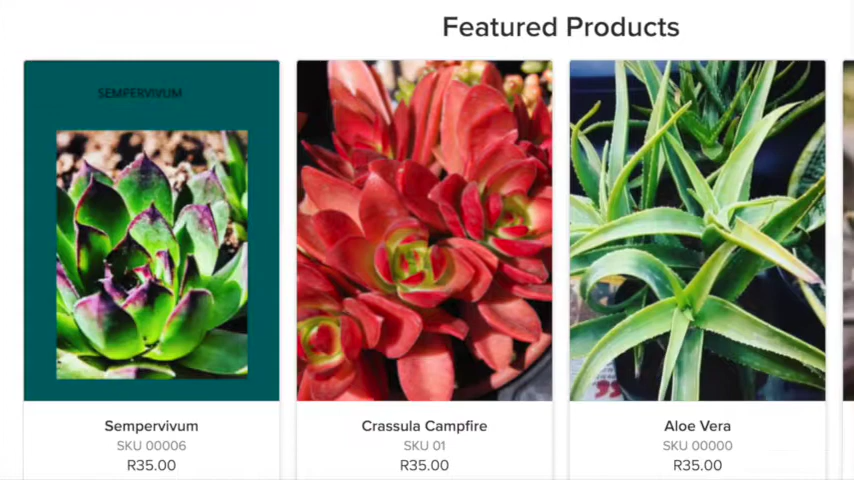 Featured Products
SEMPERVIVUM
Sempervivum
SKU 00006
R35.00
Crassula Campfire
SKU 01
R35.00
Aloe Vera
SKU 00000
R35.00